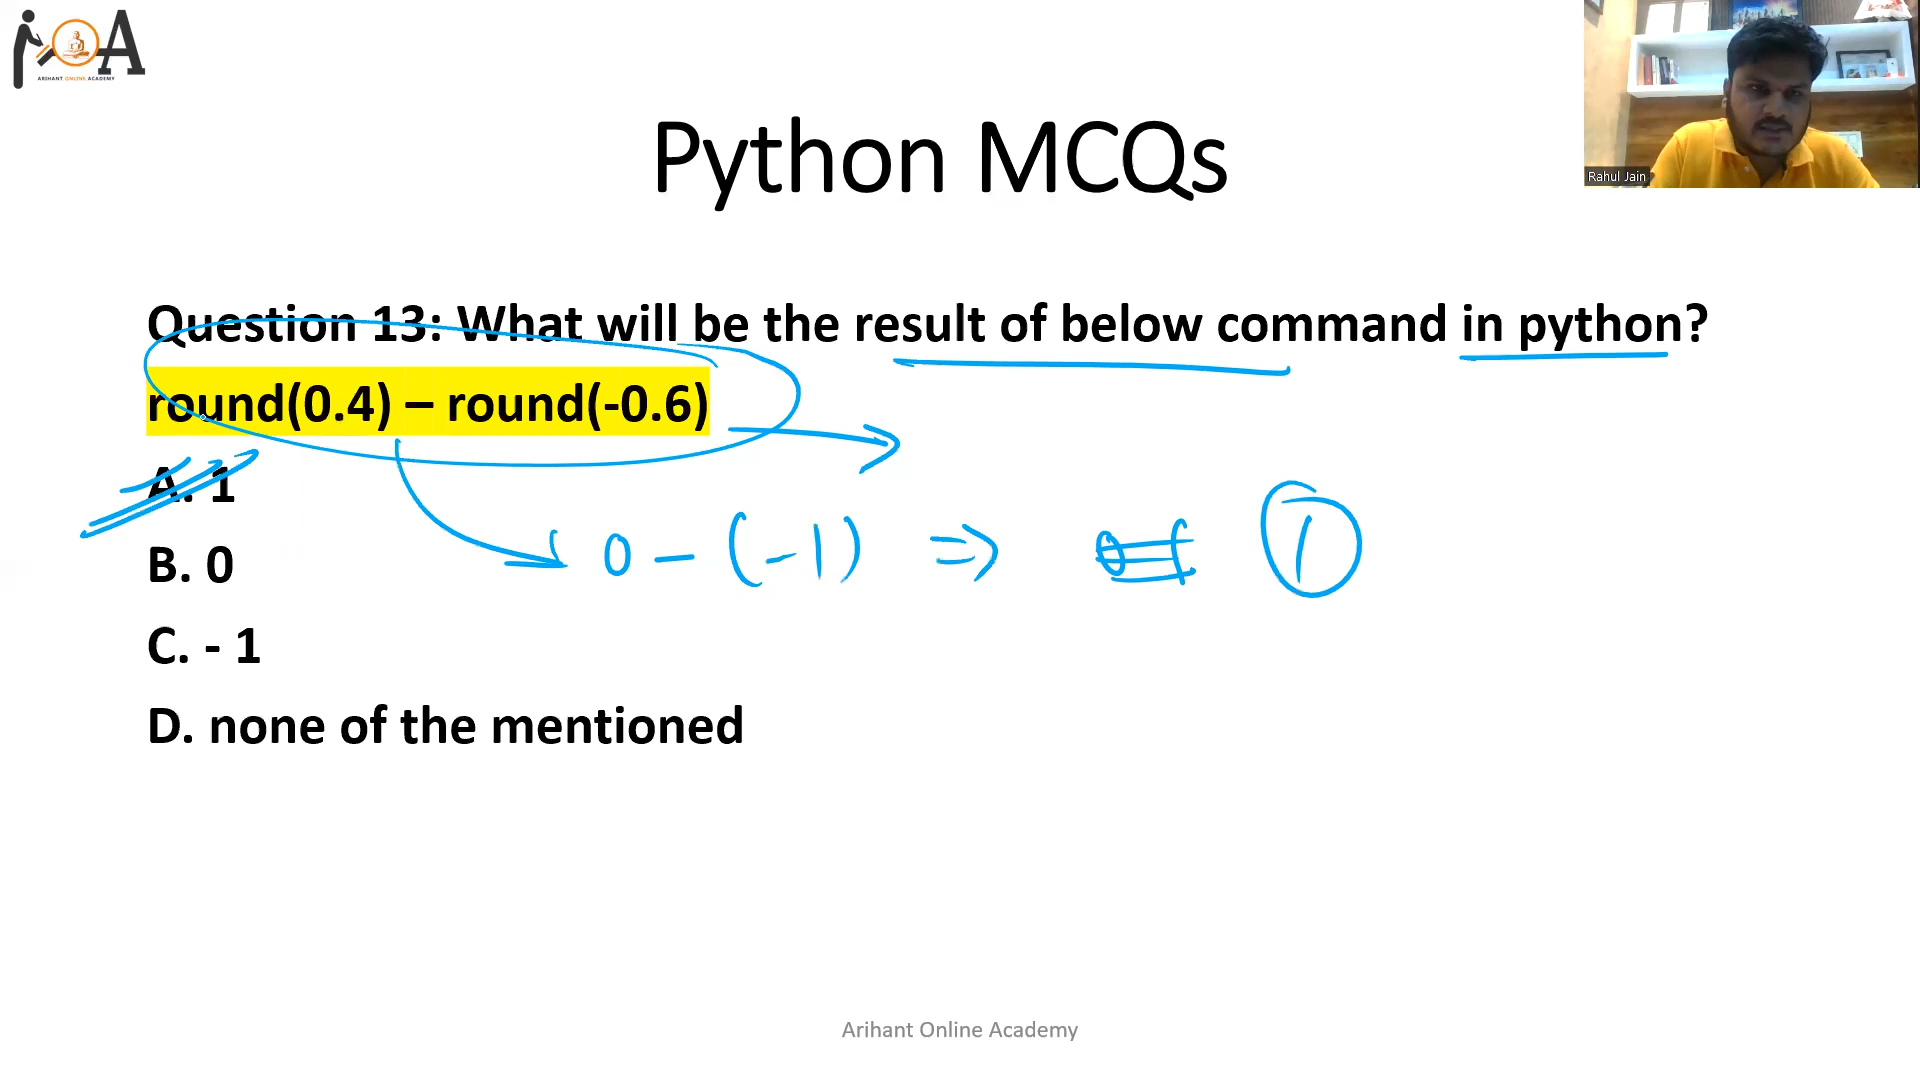 ARIHANT ONLINE ACADEMY
Rahul Jain
Python MCQs
Question 13: What will be the result of below command in python?
round(0.4) – round(-0.6)
A. 1
B. 0
0 – (-1) ⇒ 1
C. - 1
D. none of the mentioned
Arihant Online Academy